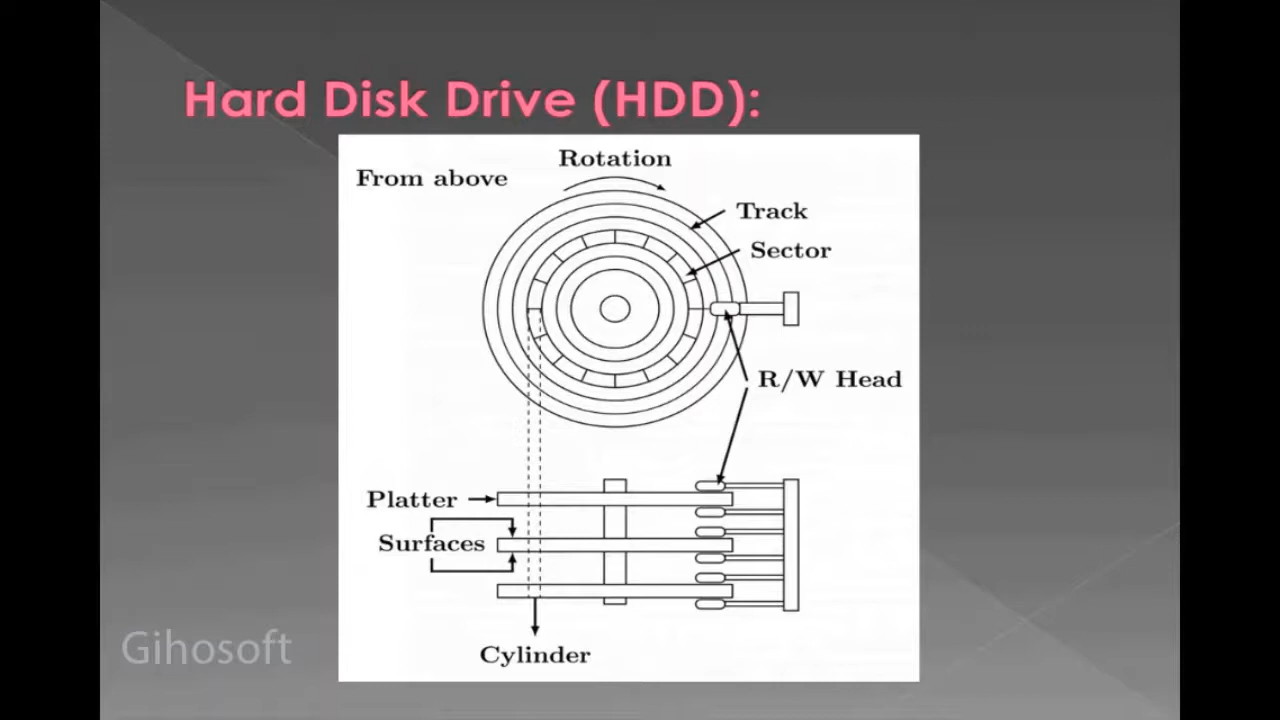 Hard Disk Drive (HDD):
Rotation
From above
Track
Sector
R/W Head
Platter
Surfaces
Cylinder
Gihosoft